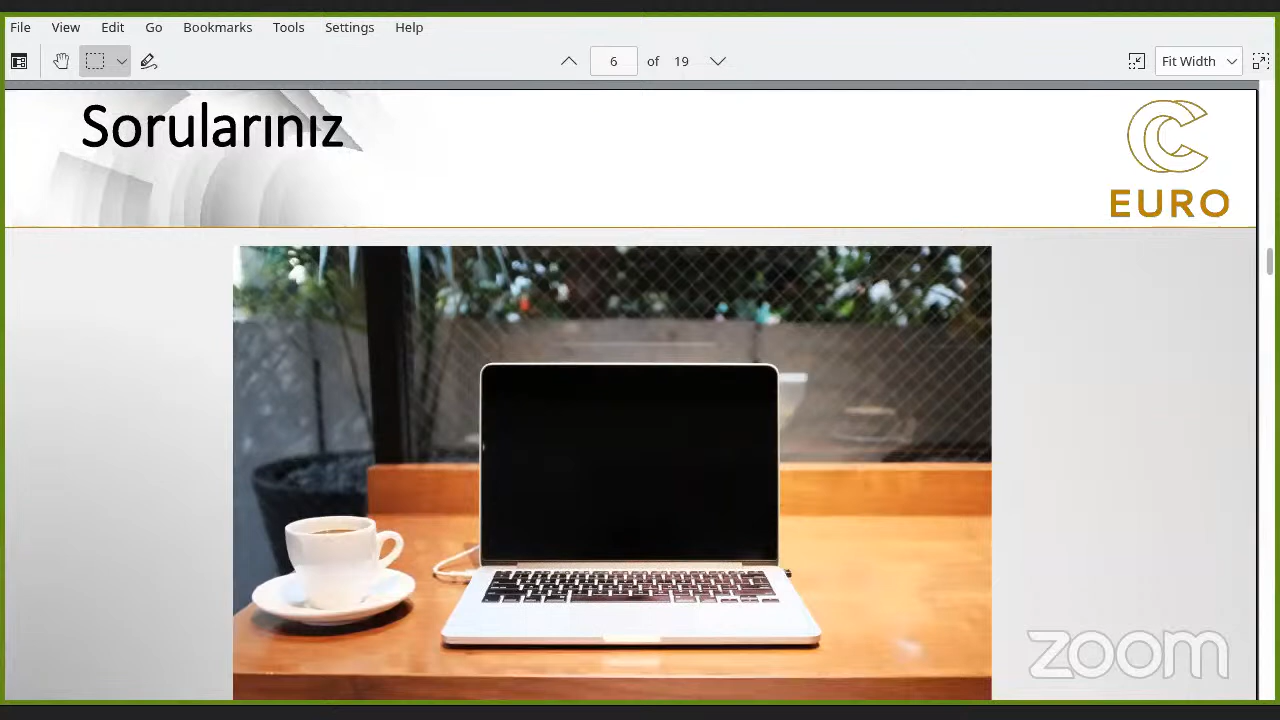 File View Edit Go Bookmarks Tools Settings Help
6 of 19 Fit Width
Sorularınız
EURO
zoom